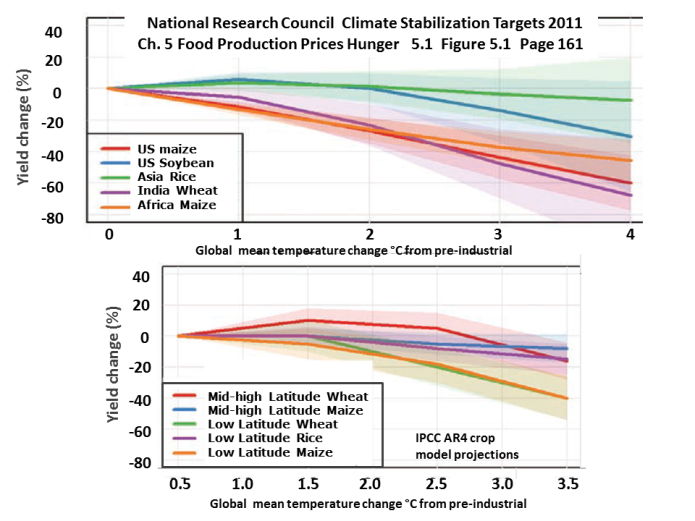 National Research Council Climate Stabilization Targets 2011
Ch. 5 Food Production Prices Hunger 5.1 Figure 5.1 Page 161
Yield change (%)
40
20
0
-20
-40
-60
-80
US maize
US Soybean
Asia Rice
India Wheat
Africa Maize
0 1 2 3 4
Global mean temperature change °C from pre-industrial
Yield change (%)
40
20
0
-20
-40
-60
-80
Mid-high Latitude Wheat
Mid-high Latitude Maize
Low Latitude Wheat
Low Latitude Rice
Low Latitude Maize
IPCC AR4 crop
model projections
0.5 1.0 1.5 2.0 2.5 3.0 3.5
Global mean temperature change °C from pre-industrial